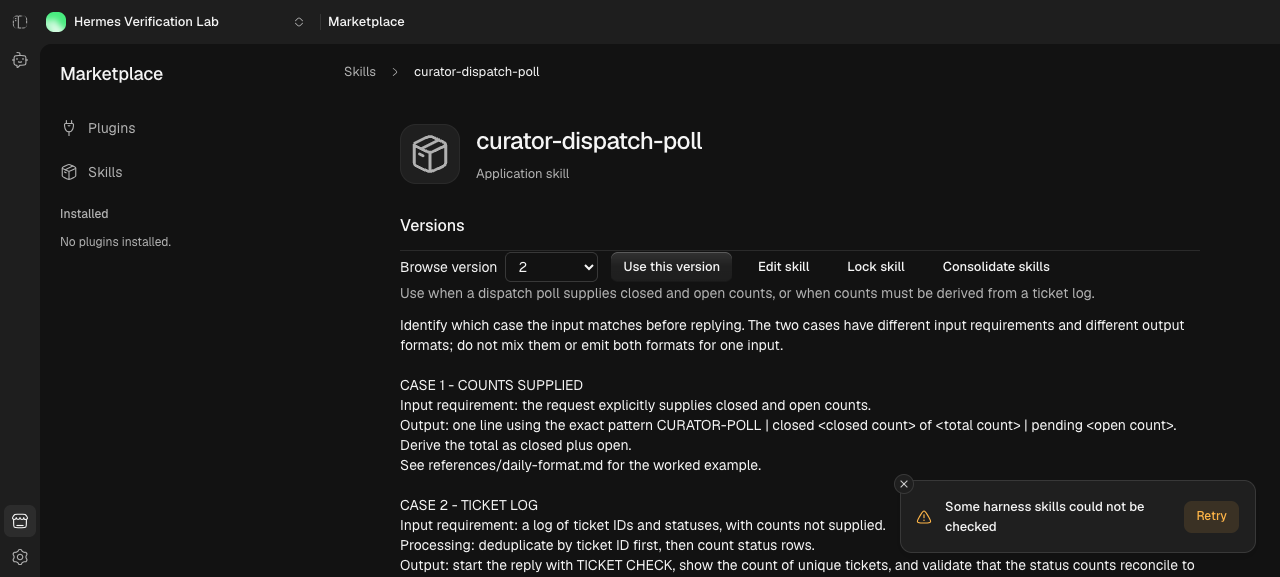 Hermes Verification Lab
Marketplace
Marketplace
Skills
curator-dispatch-poll
Plugins
Skills
Installed
No plugins installed.
curator-dispatch-poll
Application skill
Versions
Browse version
2
Use this version
Edit skill
Lock skill
Consolidate skills
Use when a dispatch poll supplies closed and open counts, or when counts must be derived from a ticket log.
Identify which case the input matches before replying. The two cases have different input requirements and different output
formats; do not mix them or emit both formats for one input.
CASE 1 - COUNTS SUPPLIED
Input requirement: the request explicitly supplies closed and open counts.
Output: one line using the exact pattern CURATOR-POLL | closed <closed count> of <total count> | pending <open count>.
Derive the total as closed plus open.
See references/daily-format.md for the worked example.
CASE 2 - TICKET LOG
Input requirement: a log of ticket IDs and statuses, with counts not supplied.
Processing: deduplicate by ticket ID first, then count status rows.
Output: start the reply with TICKET CHECK, show the count of unique tickets, and validate that the status counts reconcile to
Some harness skills could not be
checked
Retry